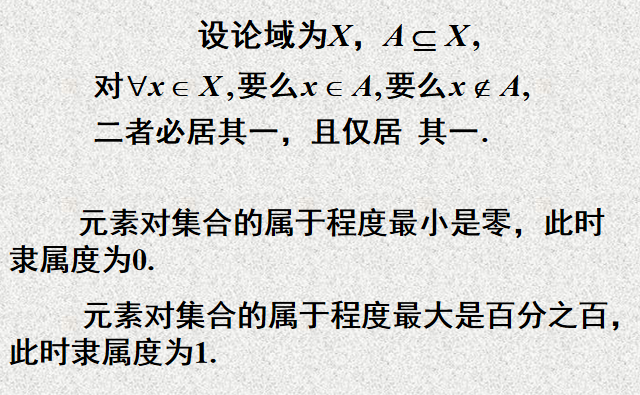 设论域为X，A⊆X,
对∀x∈X,要么x∈A,要么x∉A,
二者必居其一，且仅居 其一.
元素对集合的属于程度最小是零，此时
隶属度为0.
元素对集合的属于程度最大是百分之百，
此时隶属度为1.